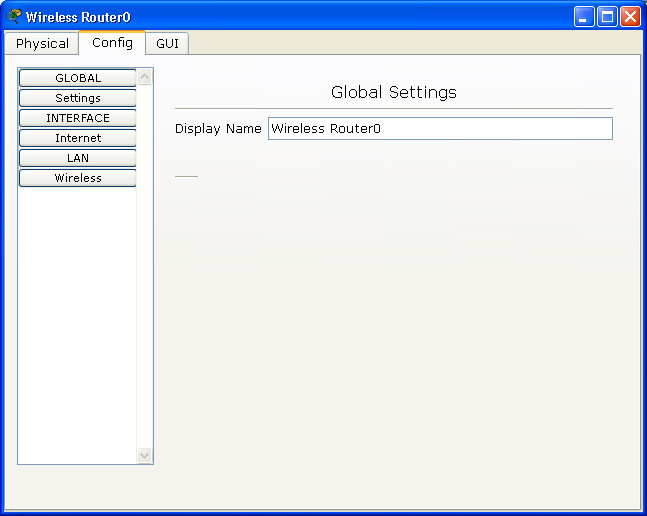 Wireless Router0
Physical Config GUI
GLOBAL
Settings
INTERFACE
Internet
LAN
Wireless
Global Settings
Display Name Wireless Router0